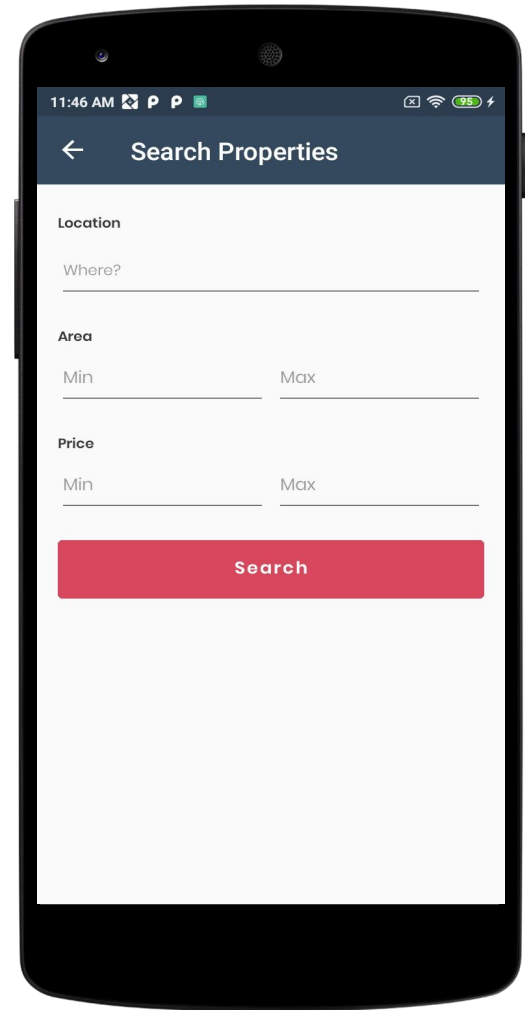 11:46 AM P P 95
Search Properties
Location
Where?
Area
Min Max
Price
Min Max
Search